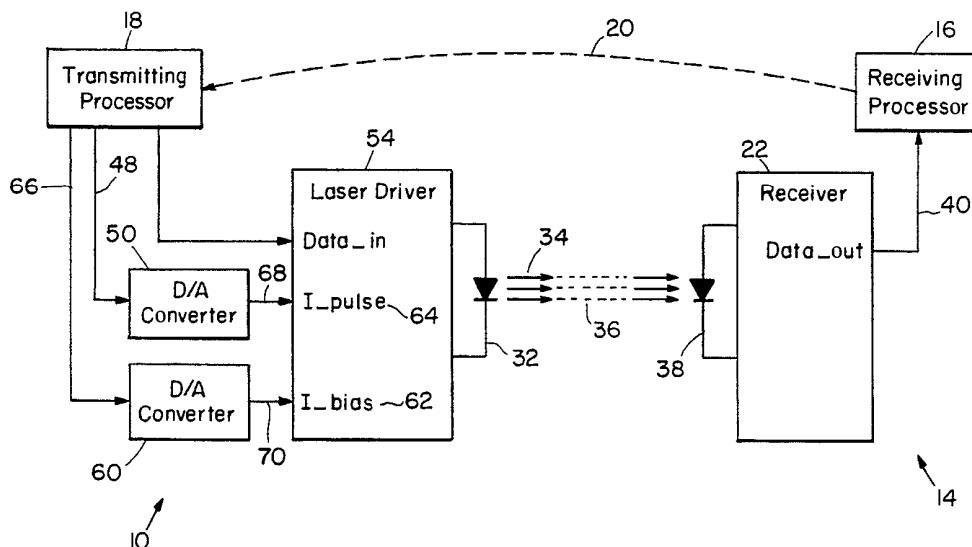 18
Transmitting
Processor
20
16
Receiving
Processor
66
48
54
Laser Driver
22
Receiver
40
Data_in
Data_out
50
D/A
Converter
68
I_pulse
64
34
36
32
38
D/A
Converter
I_bias
62
60
70
10
14